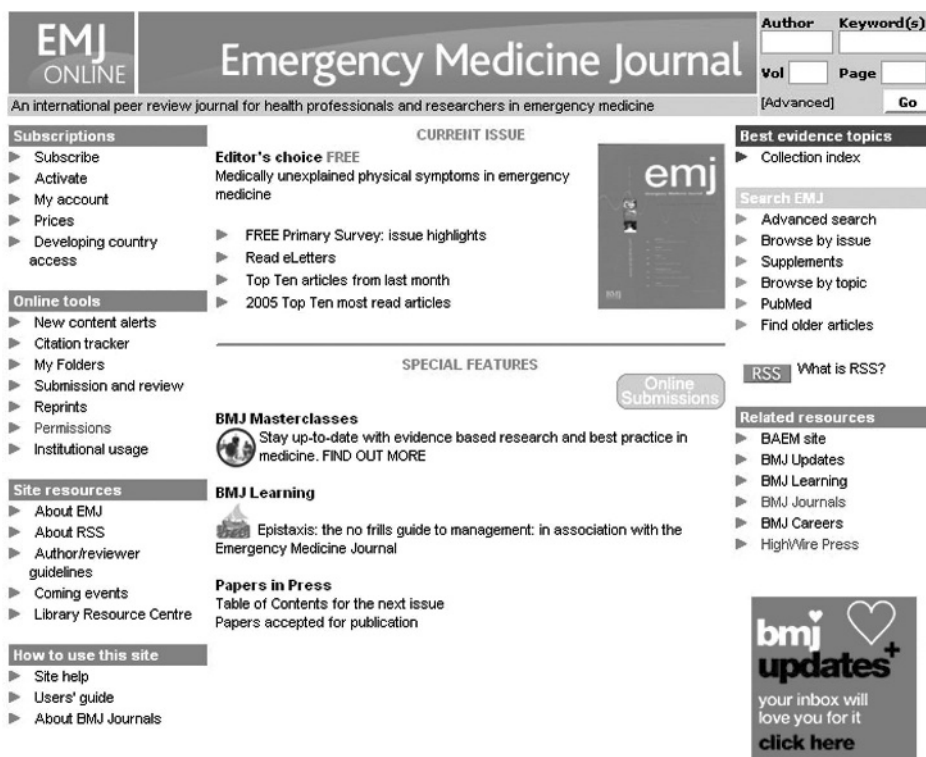 EMJ
ONLINE
Emergency Medicine Journal
Author Keyword(s)
Vol Page
[Advanced] Go
An international peer review journal for health professionals and researchers in emergency medicine
Subscriptions
Subscribe
Activate
My account
Prices
Developing country
access
Online tools
New content alerts
Citation tracker
My Folders
Submission and review
Reprints
Permissions
Institutional usage
Site resources
About EMJ
About RSS
Author/reviewer
guidelines
Coming events
Library Resource Centre
How to use this site
Site help
Users' guide
About BMJ Journals
CURRENT ISSUE
Editor's choice FREE
Medically unexplained physical symptoms in emergency
medicine
FREE Primary Survey: issue highlights
Read eLetters
Top Ten articles from last month
2005 Top Ten most read articles
emj
Emergency Medicine Journal
BMJ
SPECIAL FEATURES
Online
Submissions
BMJ Masterclasses
Stay up-to-date with evidence based research and best practice in
medicine. FIND OUT MORE
BMJ Learning
Epistaxis: the no frills guide to management: in association with the
Emergency Medicine Journal
Papers in Press
Table of Contents for the next issue
Papers accepted for publication
Best evidence topics
Collection index
Search EMJ
Advanced search
Browse by issue
Supplements
Browse by topic
PubMed
Find older articles
RSS What is RSS?
Related resources
BAEM site
BMJ Updates
BMJ Learning
BMJ Journals
BMJ Careers
HighWire Press
bmj
updates+
your inbox will
love you for it
click here